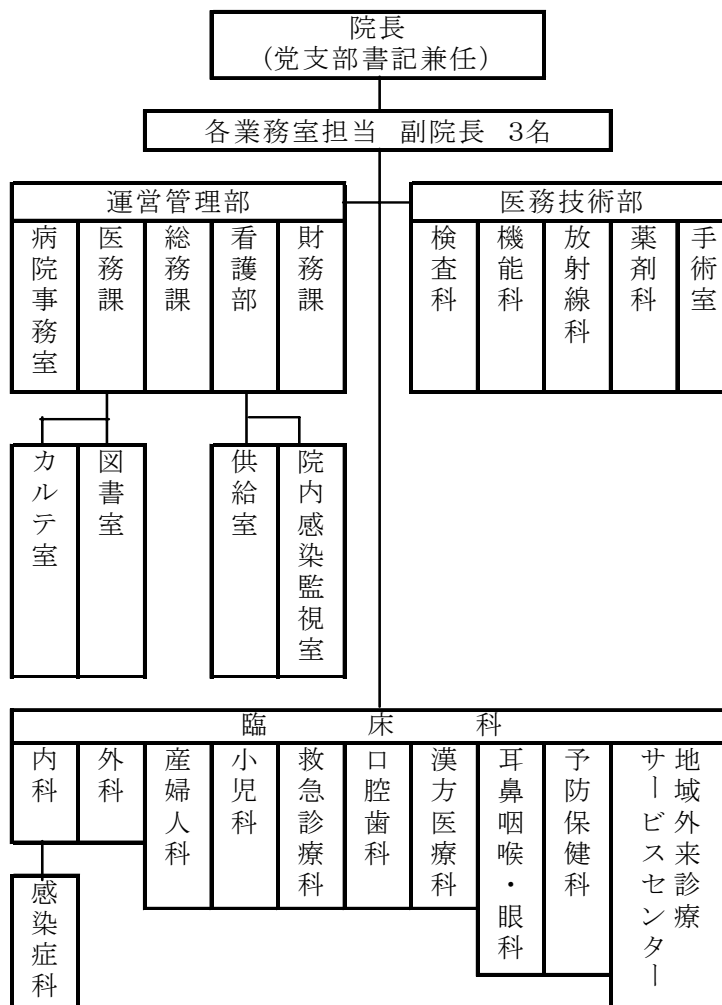 院長
(党支部書記兼任)
各業務室担当 副院長 3名
運営管理部
病院事務室
医務課
総務課
看護部
財務課
医務技術部
検査科
機能科
放射線科
薬剤科
手術室
カルテ室
図書室
供給室
院内感染監視室
臨床科
内科
外科
産婦人科
小児科
救急診療科
口腔歯科
漢方医療科
耳鼻咽喉・眼科
予防保健科
地域外来診療
サービスセンター
感染症科